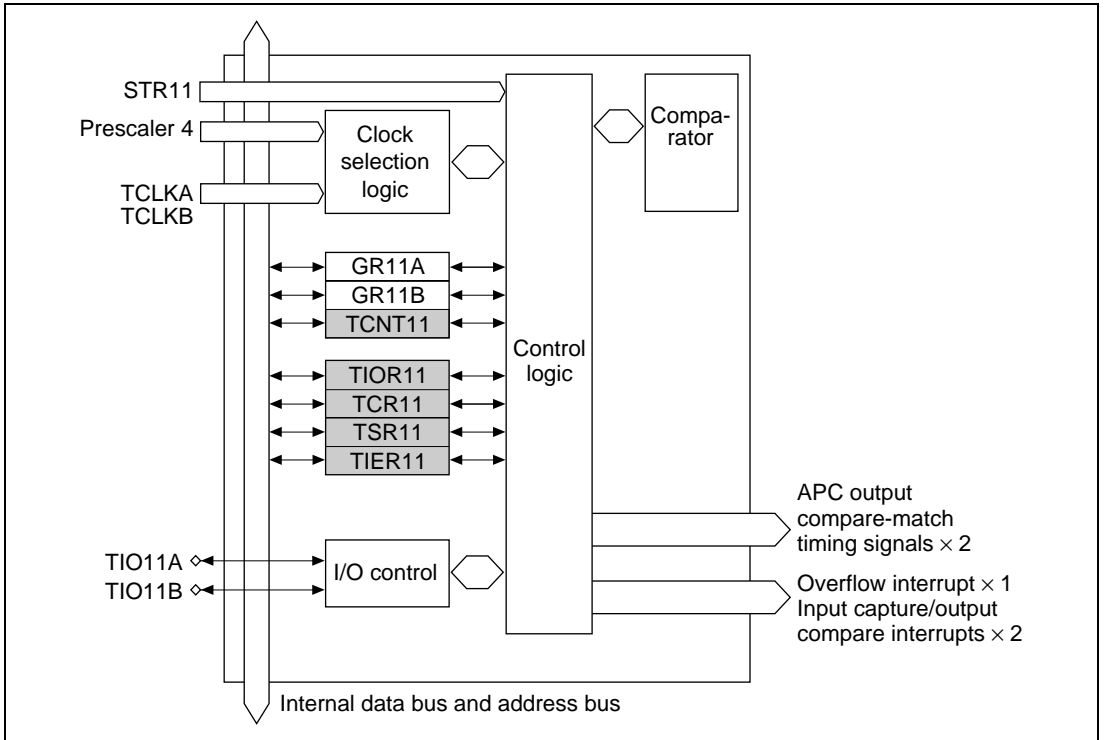 STR11
Prescaler 4
TCLKA
TCLKB
Clock
selection
logic
Compa-
rator
GR11A
GR11B
TCNT11
TIOR11
TCR11
TSR11
TIER11
Control
logic
TIO11A
TIO11B
I/O control
APC output
compare-match
timing signals × 2
Overflow interrupt × 1
Input capture/output
compare interrupts × 2
Internal data bus and address bus